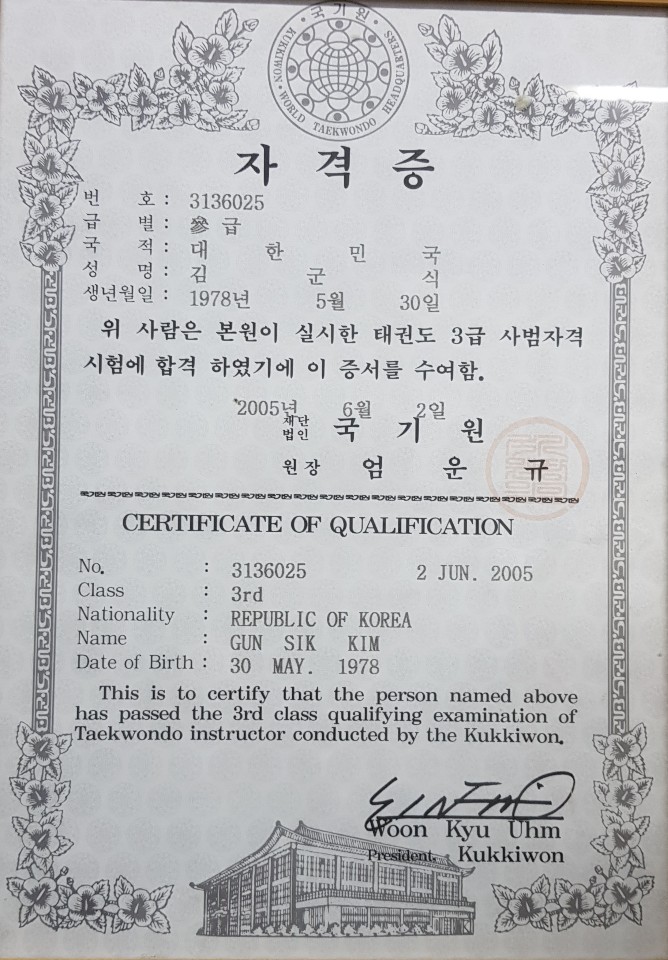 국기원
KUKKIWON · WORLD TAEKWONDO HEADQUARTERS
자격증
번 호 : 3136025
급 별 : 參급
국 적 : 대 한 민 국
성 명 : 김 군 식
생년월일 : 1978년 5월 30일
위 사람은 본원이 실시한 태권도 3급 사범자격
시험에 합격 하였기에 이 증서를 수여함.
2005년 6월 2일
재단법인 국 기 원
원장 엄 운 규
CERTIFICATE OF QUALIFICATION
No. : 3136025 2 JUN. 2005
Class : 3rd
Nationality : REPUBLIC OF KOREA
Name : GUN SIK KIM
Date of Birth : 30 MAY. 1978
This is to certify that the person named above
has passed the 3rd class qualifying examination of
Taekwondo instructor conducted by the Kukkiwon.
Woon Kyu Uhm
President, Kukkiwon